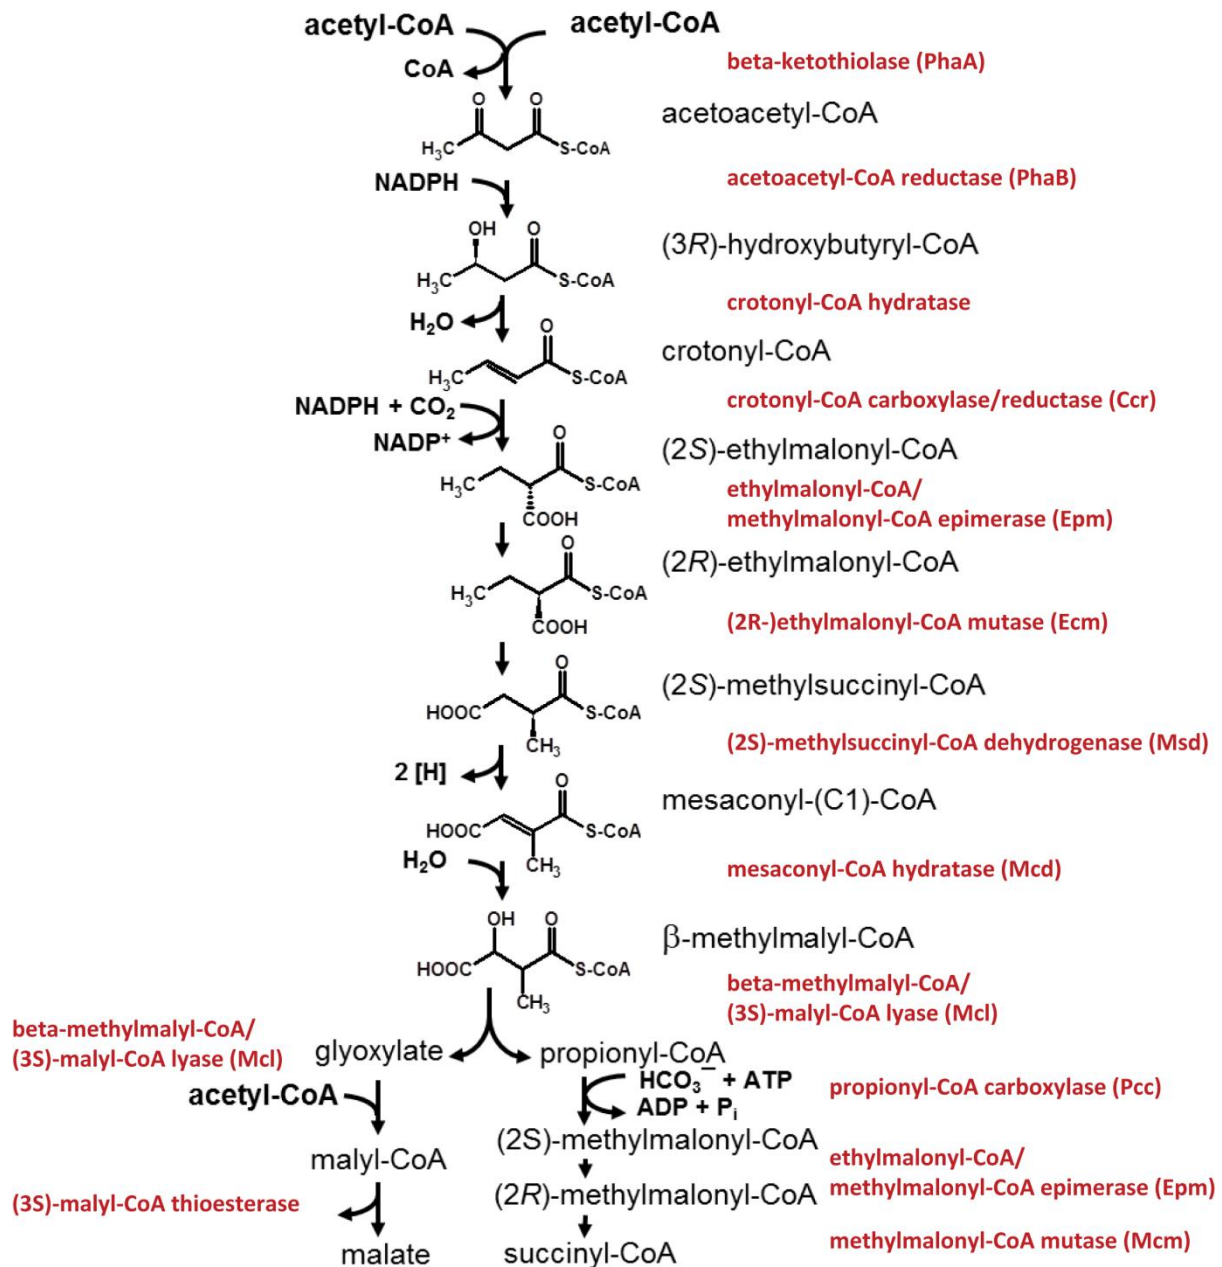 acetyl-CoA acetyl-CoA
beta-ketothiolase (PhaA)
CoA
acetoacetyl-CoA
O O
H₃C S-CoA
NADPH
acetoacetyl-CoA reductase (PhaB)
OH O
(3R)-hydroxybutyryl-CoA
H₃C S-CoA
crotonyl-CoA hydratase
H₂O
O
crotonyl-CoA
H₃C S-CoA
NADPH + CO₂
crotonyl-CoA carboxylase/reductase (Ccr)
NADP⁺
O
(2S)-ethylmalonyl-CoA
H₃C S-CoA
COOH
ethylmalonyl-CoA/
methylmalonyl-CoA epimerase (Epm)
O
(2R)-ethylmalonyl-CoA
H₃C S-CoA
COOH
(2R-)ethylmalonyl-CoA mutase (Ecm)
O
(2S)-methylsuccinyl-CoA
HOOC S-CoA
CH₃
(2S)-methylsuccinyl-CoA dehydrogenase (Msd)
2 [H]
O
mesaconyl-(C1)-CoA
HOOC S-CoA
CH₃
H₂O
mesaconyl-CoA hydratase (Mcd)
OH O
β-methylmalyl-CoA
HOOC S-CoA
CH₃
beta-methylmalyl-CoA/
(3S)-malyl-CoA lyase (Mcl)
beta-methylmalyl-CoA/
(3S)-malyl-CoA lyase (Mcl)
glyoxylate propionyl-CoA
acetyl-CoA
HCO₃⁻ + ATP
ADP + Pᵢ
propionyl-CoA carboxylase (Pcc)
malyl-CoA
(2S)-methylmalonyl-CoA
ethylmalonyl-CoA/
methylmalonyl-CoA epimerase (Epm)
(3S)-malyl-CoA thioesterase
(2R)-methylmalonyl-CoA
methylmalonyl-CoA mutase (Mcm)
malate succinyl-CoA